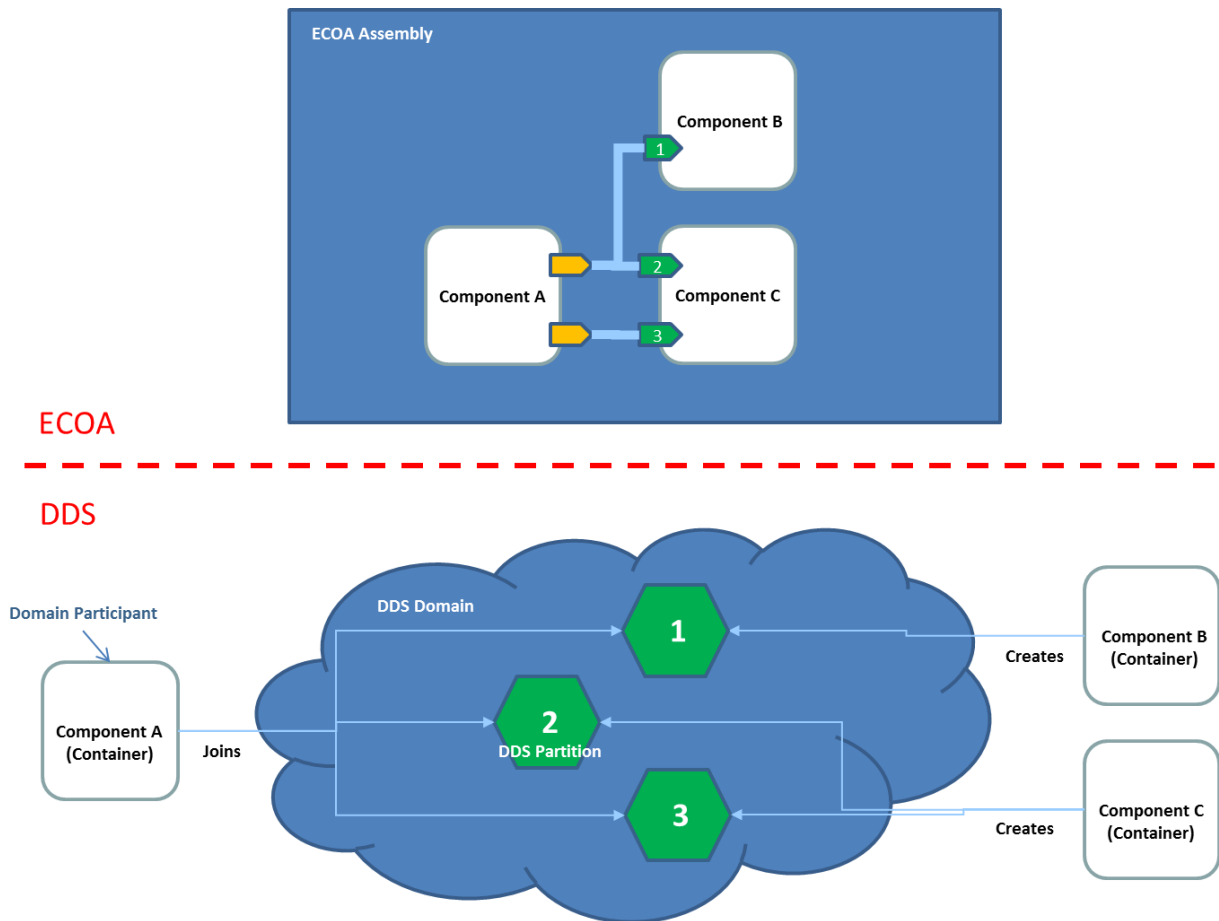 ECOA Assembly
Component B
1
Component A
2
Component C
3
ECOA
DDS
Domain Participant
DDS Domain
1
Component B
(Container)
Creates
Component A
(Container)
Joins
2
DDS Partition
3
Component C
(Container)
Creates